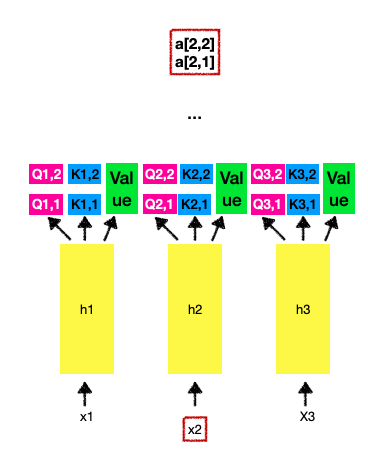 a[2,2]
a[2,1]
...
Q1,2 K1,2 Val Q2,2 K2,2 Val Q3,2 K3,2 Val
Q1,1 K1,1 ue Q2,1 K2,1 ue Q3,1 K3,1 ue
h1 h2 h3
x1 x2 X3